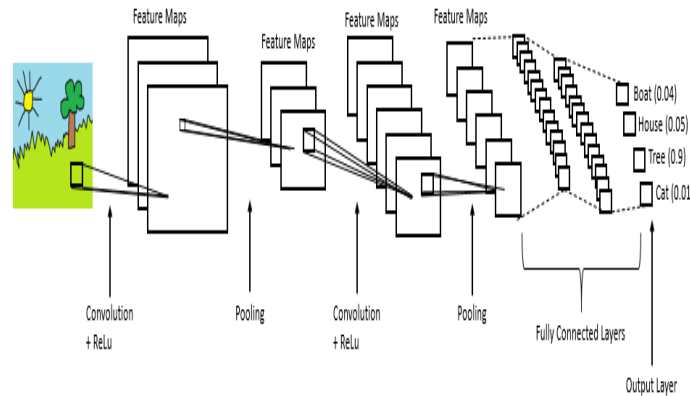 Feature Maps
Feature Maps
Feature Maps
Feature Maps
Boat (0.04)
House (0.05)
Tree (0.9)
Cat (0.01
Convolution
+ ReLu
Pooling
Convolution
+ ReLu
Pooling
Fully Connected Layers
Output Layer